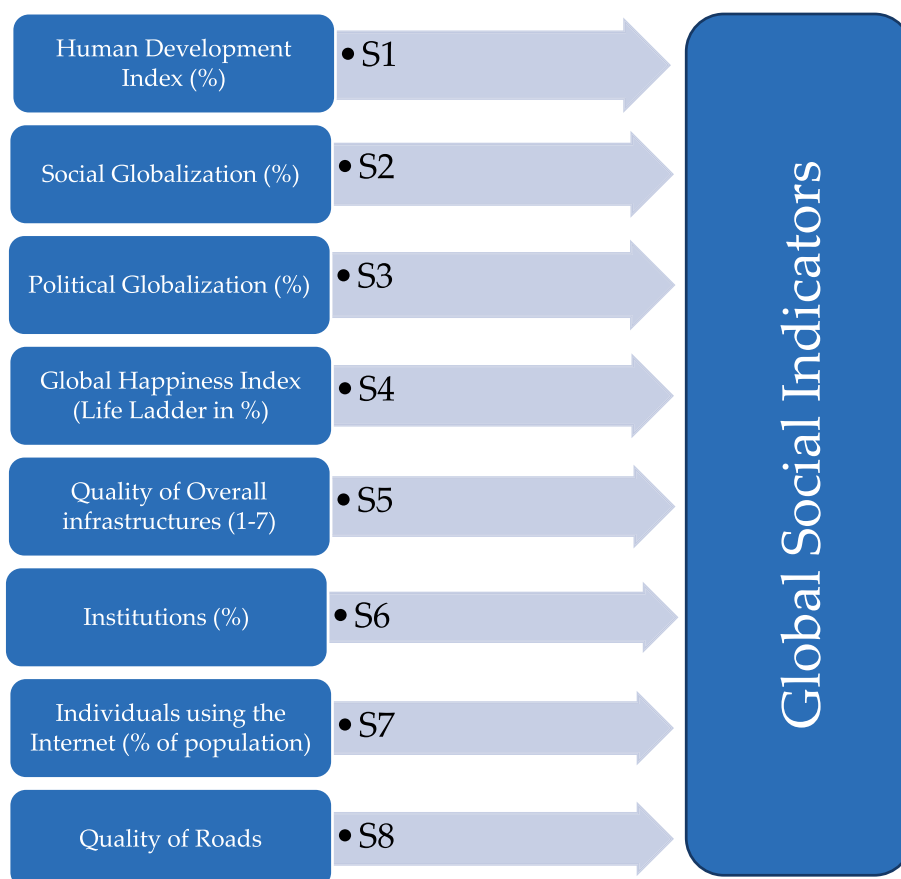 Human Development
Index (%)
• S1
Social Globalization (%)
• S2
Political Globalization (%)
• S3
Global Happiness Index
(Life Ladder in %)
• S4
Quality of Overall
infrastructures (1-7)
• S5
Institutions (%)
• S6
Individuals using the
Internet (% of population)
• S7
Quality of Roads
• S8
Global Social Indicators